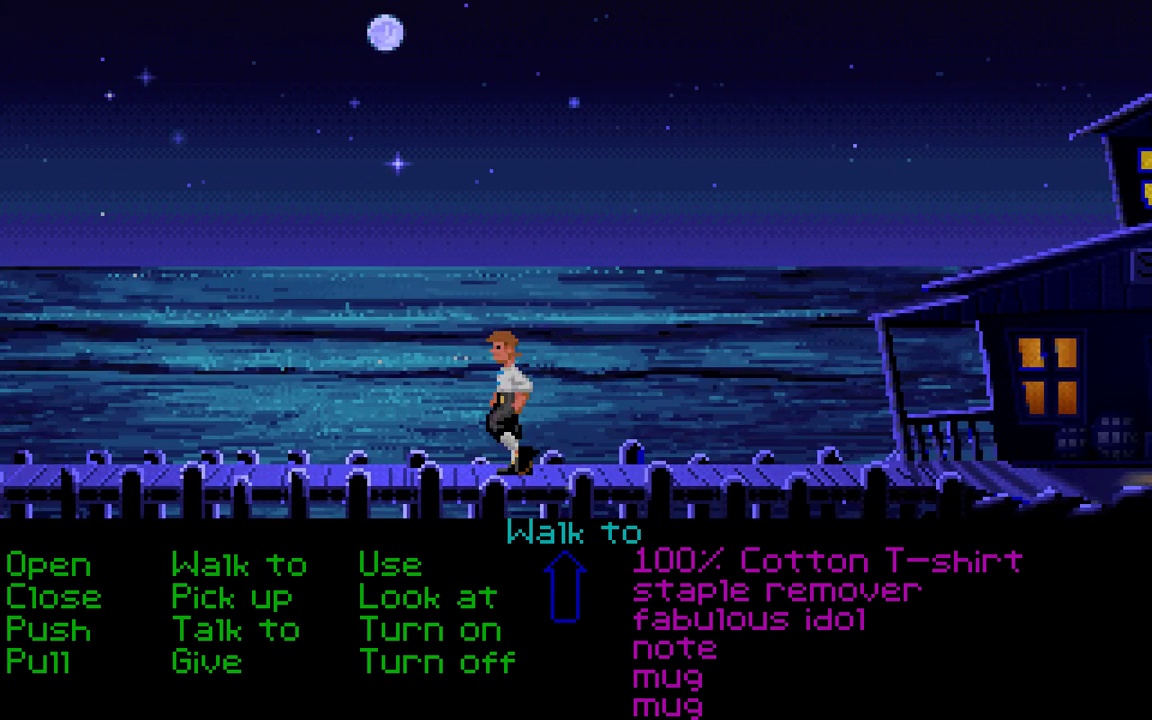 Walk to
Open Walk to Use
Close Pick up Look at
Push Talk to Turn on
Pull Give Turn off
100% Cotton T-shirt
staple remover
fabulous idol
note
mug
mug